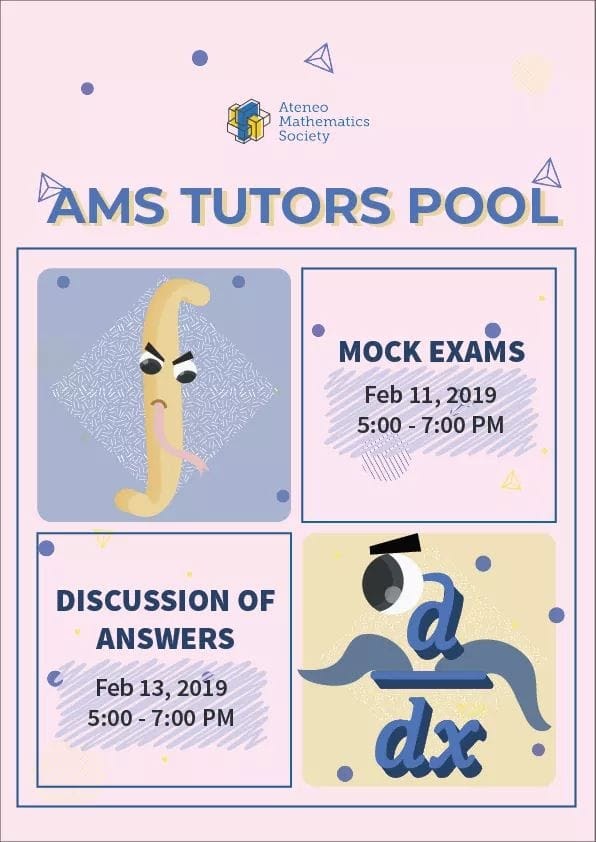 Ateneo
Mathematics
Society
AMS TUTORS POOL
MOCK EXAMS
Feb 11, 2019
5:00 - 7:00 PM
DISCUSSION OF
ANSWERS
Feb 13, 2019
5:00 - 7:00 PM
∫
d
dx